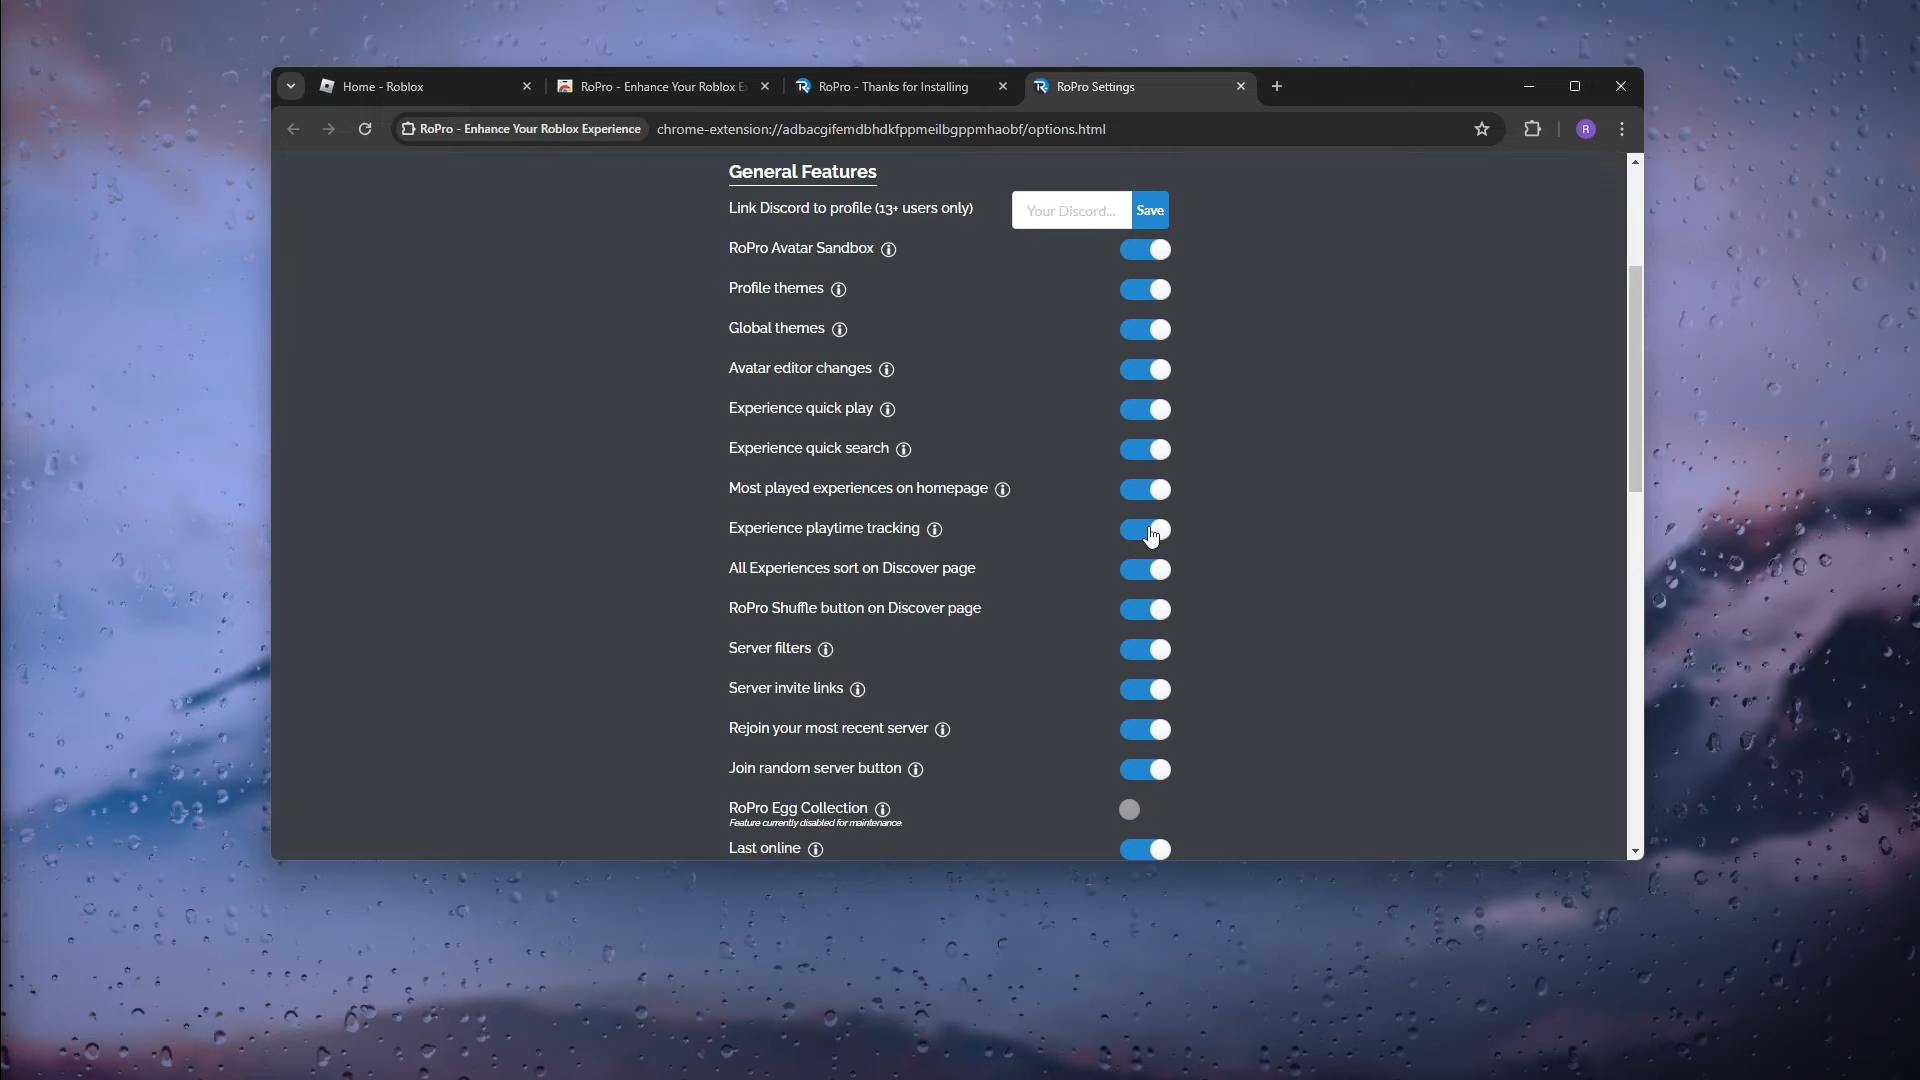 Home - Roblox
RoPro - Enhance Your Roblox E
RoPro - Thanks for Installing
RoPro Settings
RoPro - Enhance Your Roblox Experience
chrome-extension://adbacgifemdbhdkfppmeilbgppmhaobf/options.html
R
General Features
Link Discord to profile (13+ users only)
Your Discord...
Save
RoPro Avatar Sandbox
Profile themes
Global themes
Avatar editor changes
Experience quick play
Experience quick search
Most played experiences on homepage
Experience playtime tracking
All Experiences sort on Discover page
RoPro Shuffle button on Discover page
Server filters
Server invite links
Rejoin your most recent server
Join random server button
RoPro Egg Collection
Feature currently disabled for maintenance.
Last online